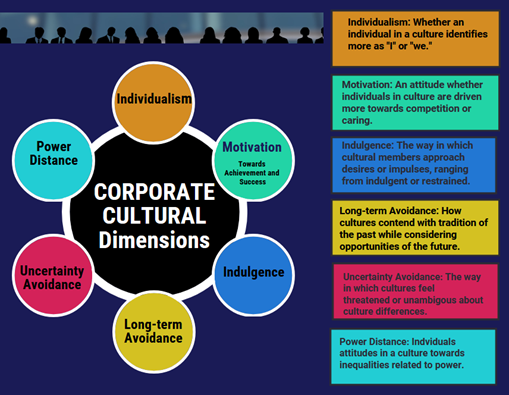 Individualism
Motivation
Towards
Achievement and
Success
Indulgence
Long-term
Avoidance
Uncertainty
Avoidance
Power
Distance
CORPORATE
CULTURAL
Dimensions
Individualism: Whether an
individual in a culture identifies
more as "I" or "we."
Motivation: An attitude whether
individuals in culture are driven
more towards competition or
caring.
Indulgence: The way in which
cultural members approach
desires or impulses, ranging
from indulgent or restrained.
Long-term Avoidance: How
cultures contend with tradition of
the past while considering
opportunities of the future.
Uncertainty Avoidance: The way
in which cultures feel
threatened or unambigous about
culture differences.
Power Distance: Individuals
attitudes in a culture towards
inequalities related to power.